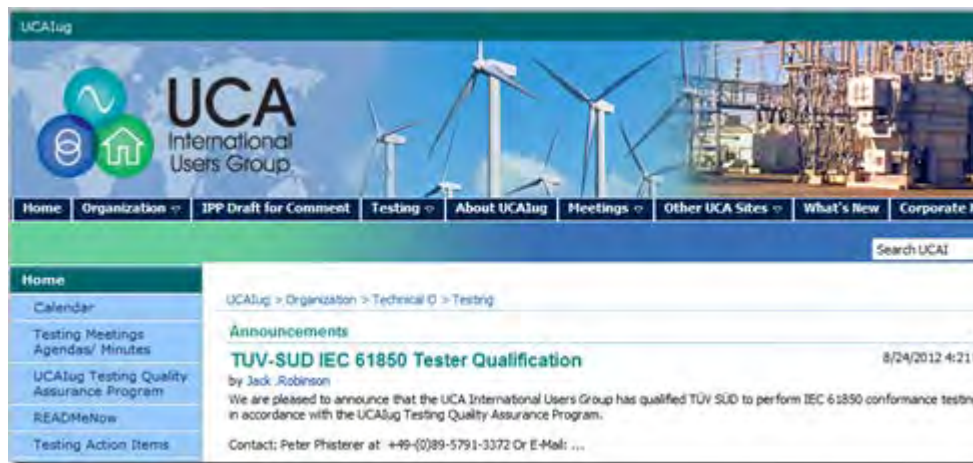 UCAIug
UCA
International
Users Group
Home Organization IPP Draft for Comment Testing About UCAIug Meetings Other UCA Sites What's New Corporate
Search UCAI
Home
Calendar
Testing Meetings
Agendas/ Minutes
UCAIug Testing Quality
Assurance Program
READMeNow
Testing Action Items
UCAIug > Organization > Technical O > Testing
Announcements
TUV-SUD IEC 61850 Tester Qualification
8/24/2012 4:21
by Jack .Robinson
We are pleased to announce that the UCA International Users Group has qualified TÜV SÜD to perform IEC 61850 conformance testing
in accordance with the UCAIug Testing Quality Assurance Program.
Contact: Peter Phisterer at +49-(0)89-5791-3372 Or E-Mail: ...